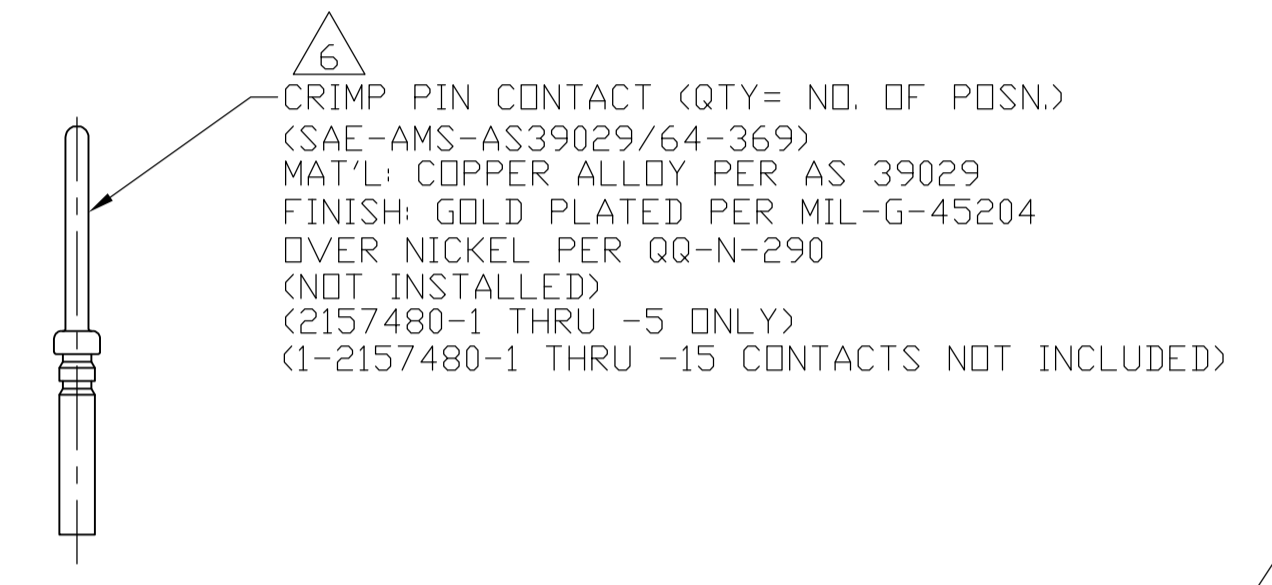 6
CRIMP PIN CONTACT (QTY= NO. OF POSN.)
(SAE-AMS-AS39029/64-369)
MAT'L: COPPER ALLOY PER AS 39029
FINISH: GOLD PLATED PER MIL-G-45204
OVER NICKEL PER QQ-N-290
(NOT INSTALLED)
(2157480-1 THRU -5 ONLY)
(1-2157480-1 THRU -15 CONTACTS NOT INCLUDED)